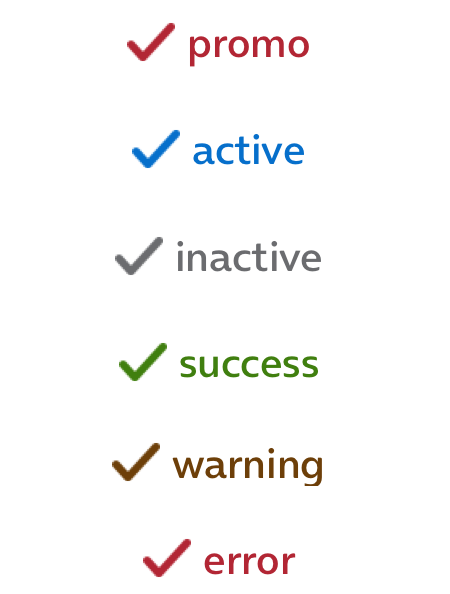 promo
active
inactive
success
warning
error